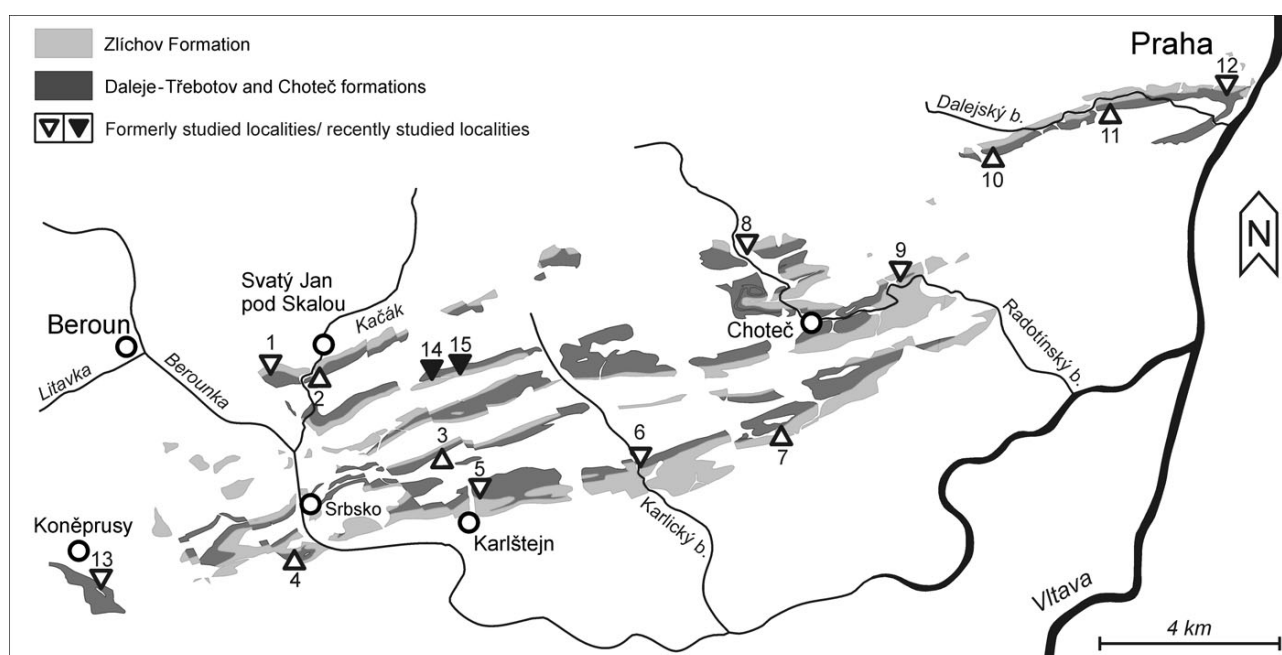 Zlíchov Formation
Daleje-Třebotov and Choteč formations
Formerly studied localities/ recently studied localities
Praha
12
Dalejský b.
11
10
N
8
9
Svatý Jan
pod Skalou
Kačák
Choteč
Radotínský b.
Beroun
1
14
15
Litavka
Berounka
2
3
6
7
5
Srbsko
Karlštejn
Karlický b.
Koněprusy
13
4
Vltava
4 km